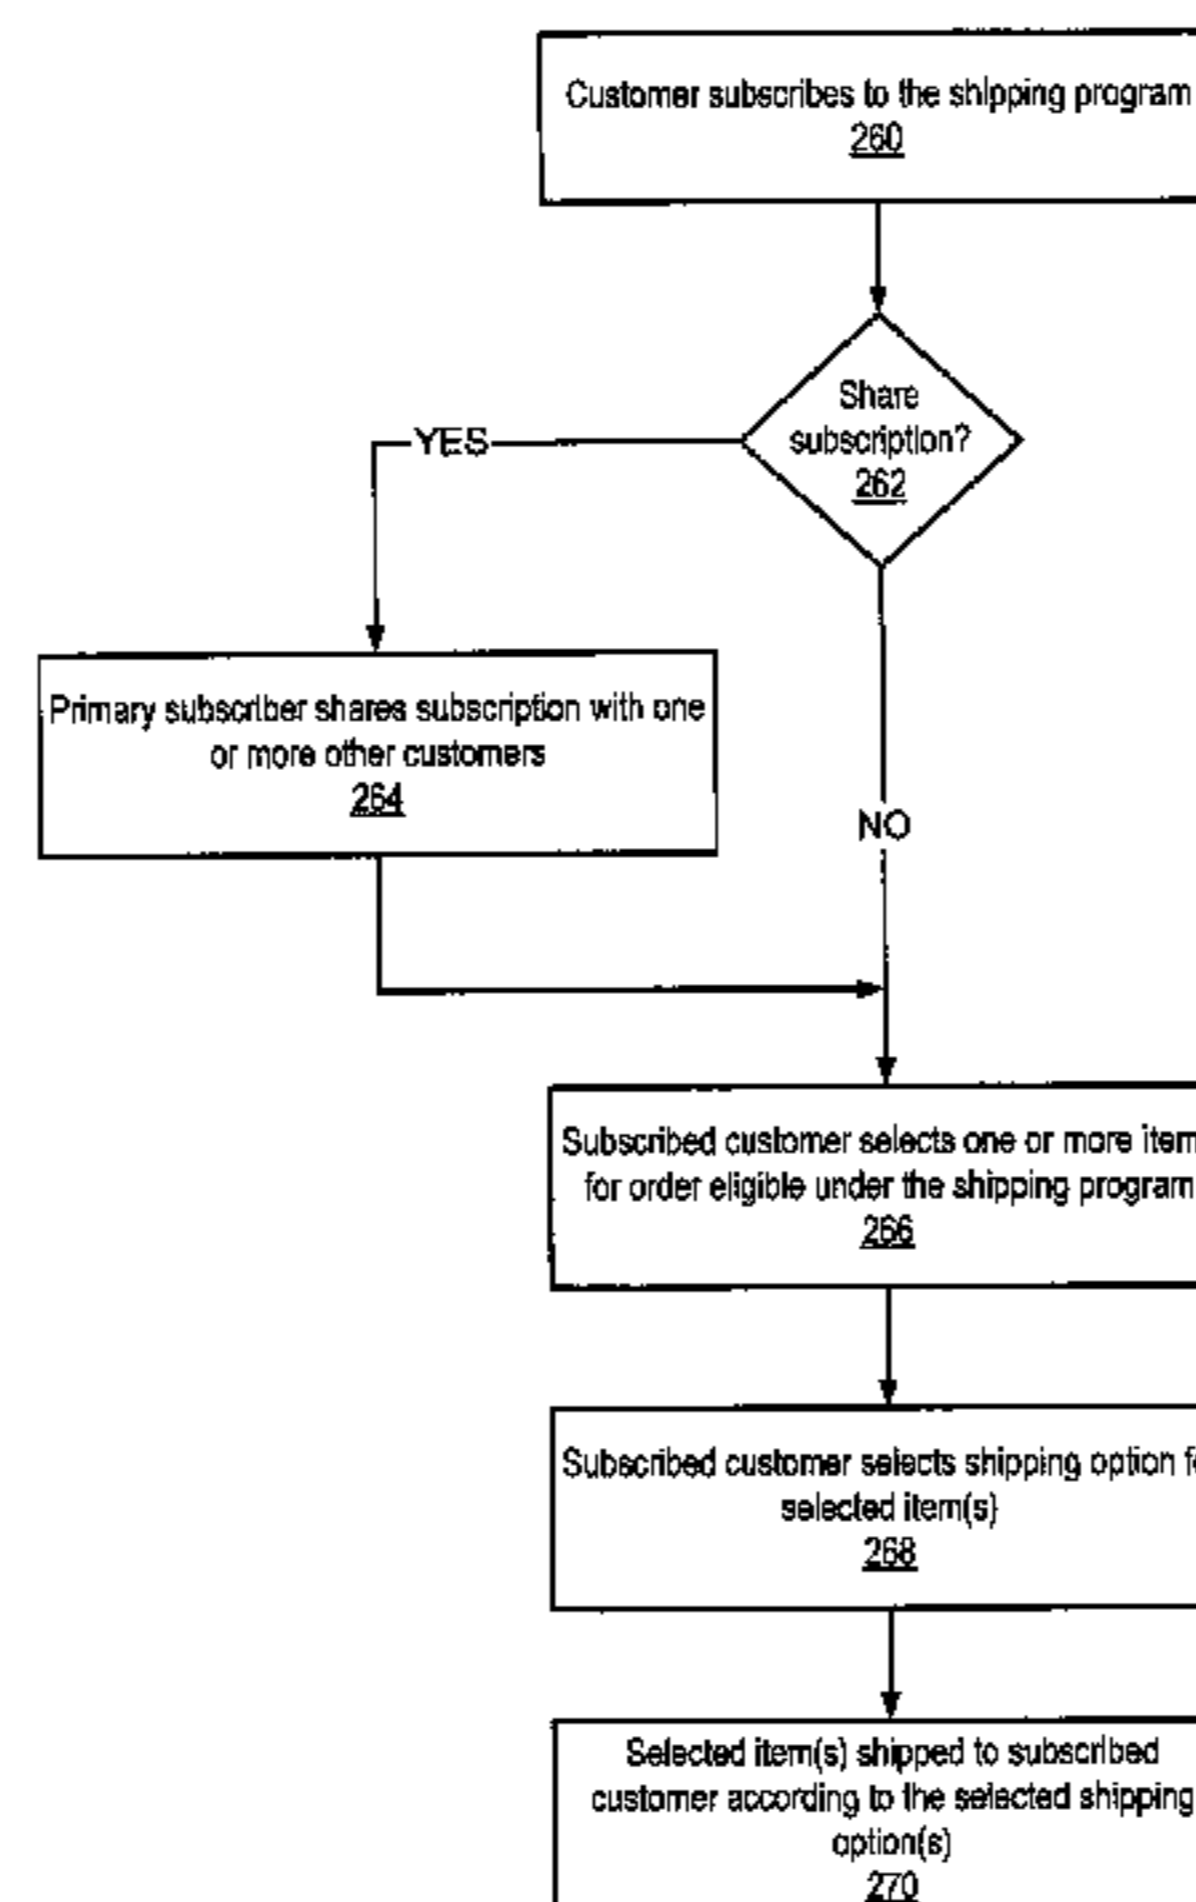 Customer subscribes to the shipping program
260
Share
subscription?
262
YES
Primary subscriber shares subscription with one
or more other customers
264
NO
Subscribed customer selects one or more item
for order eligible under the shipping program
266
Subscribed customer selects shipping option f
selected item(s)
268
Selected item(s) shipped to subscribed
customer according to the selected shipping
option(s)
270